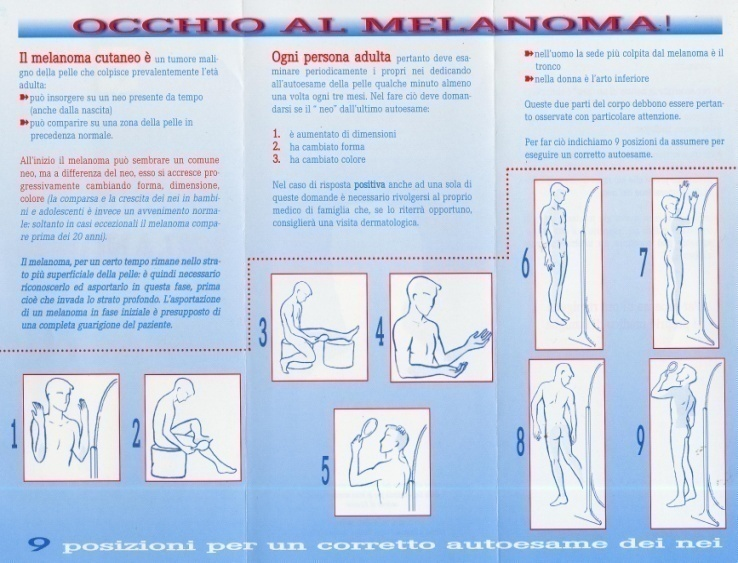 OCCHIO AL MELANOMA!
Il melanoma cutaneo è un tumore mali-
gno della pelle che colpisce prevalentemente l'età
adulta:
può insorgere su un neo presente da tempo
(anche dalla nascita)
può comparire su una zona della pelle in
precedenza normale.
All'inizio il melanoma può sembrare un comune
neo, ma a differenza del neo, esso si accresce pro-
gressivamente cambiando forma, dimensione,
colore (la comparsa e la crescita dei nei in bambi-
ni e adolescenti è invece un avvenimento norma-
le: soltanto in casi eccezionali il melanoma compa-
re prima dei 20 anni).
Il melanoma, per un certo tempo rimane nello stra-
to più superficiale della pelle: è quindi necessario
riconoscerlo ed asportarlo in questa fase, prima
cioè che invada lo strato profondo. L'asportazione
di un melanoma in fase iniziale è presupposto di
una completa guarigione del paziente.
Ogni persona adulta pertanto deve esa-
minare periodicamente i propri nei dedicando
all'autoesame della pelle qualche minuto almeno
una volta ogni tre mesi. Nel fare ciò deve doman-
darsi se il " neo" dall'ultimo autoesame:
1. è aumentato di dimensioni
2. ha cambiato forma
3. ha cambiato colore
Nel caso di risposta positiva anche ad una sola di
queste domande è necessario rivolgersi al proprio
medico di famiglia che, se lo riterrà opportuno,
consiglierà una visita dermatologica.
nell'uomo la sede più colpita dal melanoma è il
tronco
nella donna è l'arto inferiore
Queste due parti del corpo debbono essere pertan-
to osservate con particolare attenzione.
Per far ciò indichiamo 9 posizioni da assumere per
eseguire un corretto autoesame.
1
2
3
4
5
6
7
8
9
9 posizioni per un corretto autoesame dei nei